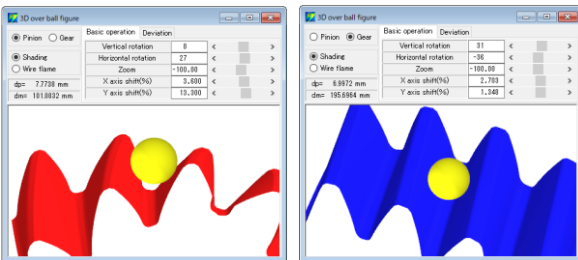 3D over ball figure
Pinion Gear
Shading
Wire flame
dp= 7.7738 mm
dm= 101.0832 mm
Basic operation Deviation
Vertical rotation 8 < >
Horizontal rotation 27 < >
Zoom -100.00 < >
X axis shift(%) 3.600 < >
Y axis shift(%) 13.300 < >
3D over ball figure
Pinion Gear
Shading
Wire flame
dp= 6.9972 mm
dm= 195.6964 mm
Basic operation Deviation
Vertical rotation 31 < >
Horizontal rotation -36 < >
Zoom -100.00 < >
X axis shift(%) 2.703 < >
Y axis shift(%) 1.348 < >